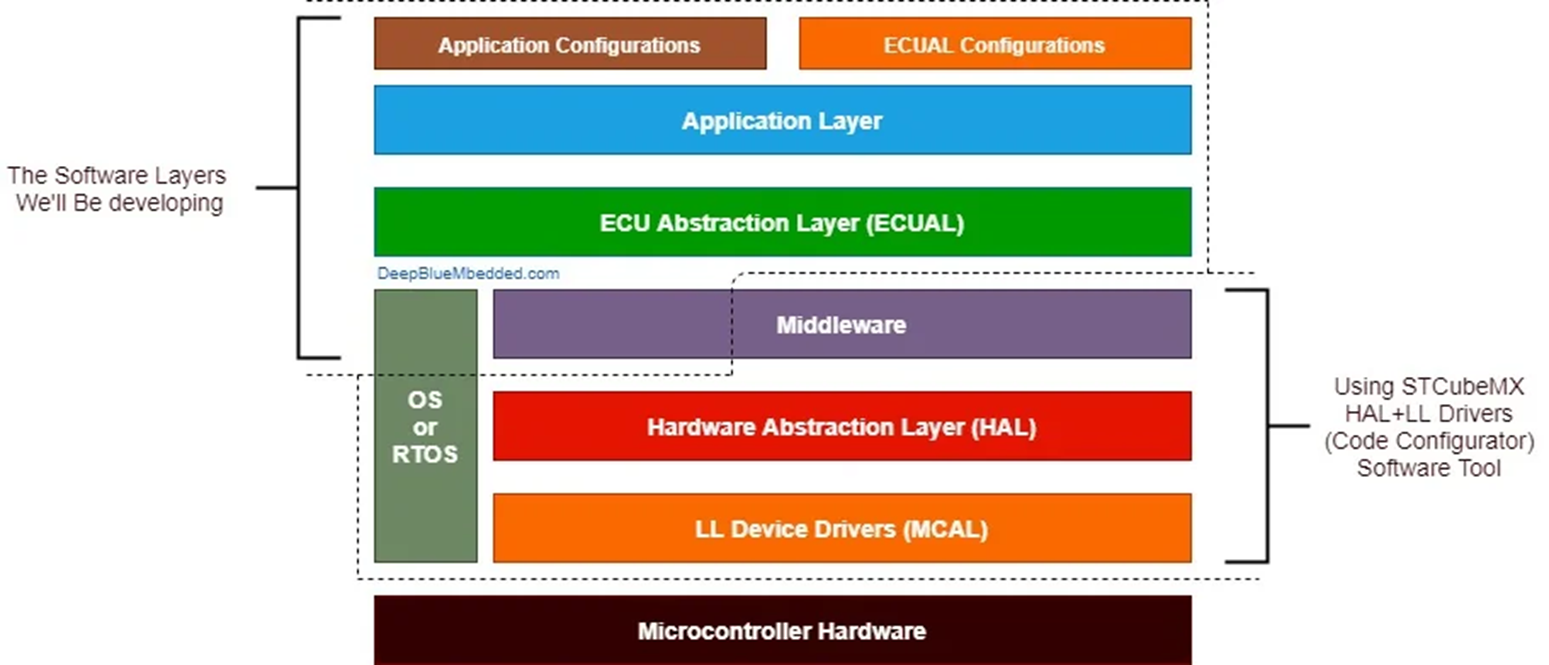 Application Configurations
ECUAL Configurations
Application Layer
The Software Layers
We'll Be developing
ECU Abstraction Layer (ECUAL)
DeepBlueMbedded.com
Middleware
OS
or
RTOS
Hardware Abstraction Layer (HAL)
Using STCubeMX
HAL+LL Drivers
(Code Configurator)
Software Tool
LL Device Drivers (MCAL)
Microcontroller Hardware